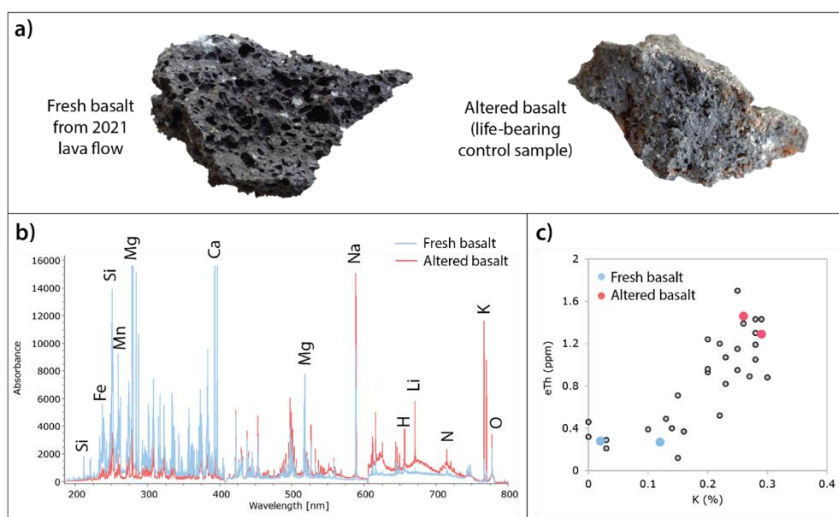 a)
Fresh basalt
from 2021
lava flow
Altered basalt
(life-bearing
control sample)
b)
Fresh basalt
Altered basalt
Si
Fe
Si
Mn
Mg
Ca
Mg
Na
H
Li
N
K
O
16000
14000
12000
10000
8000
6000
4000
2000
0
Absorbance
200
300
400
500
600
700
800
Wavelength [nm]
c)
Fresh basalt
Altered basalt
2
1.6
1.2
0.8
0.4
0
eTh (ppm)
0
0.1
0.2
0.3
0.4
K (%)